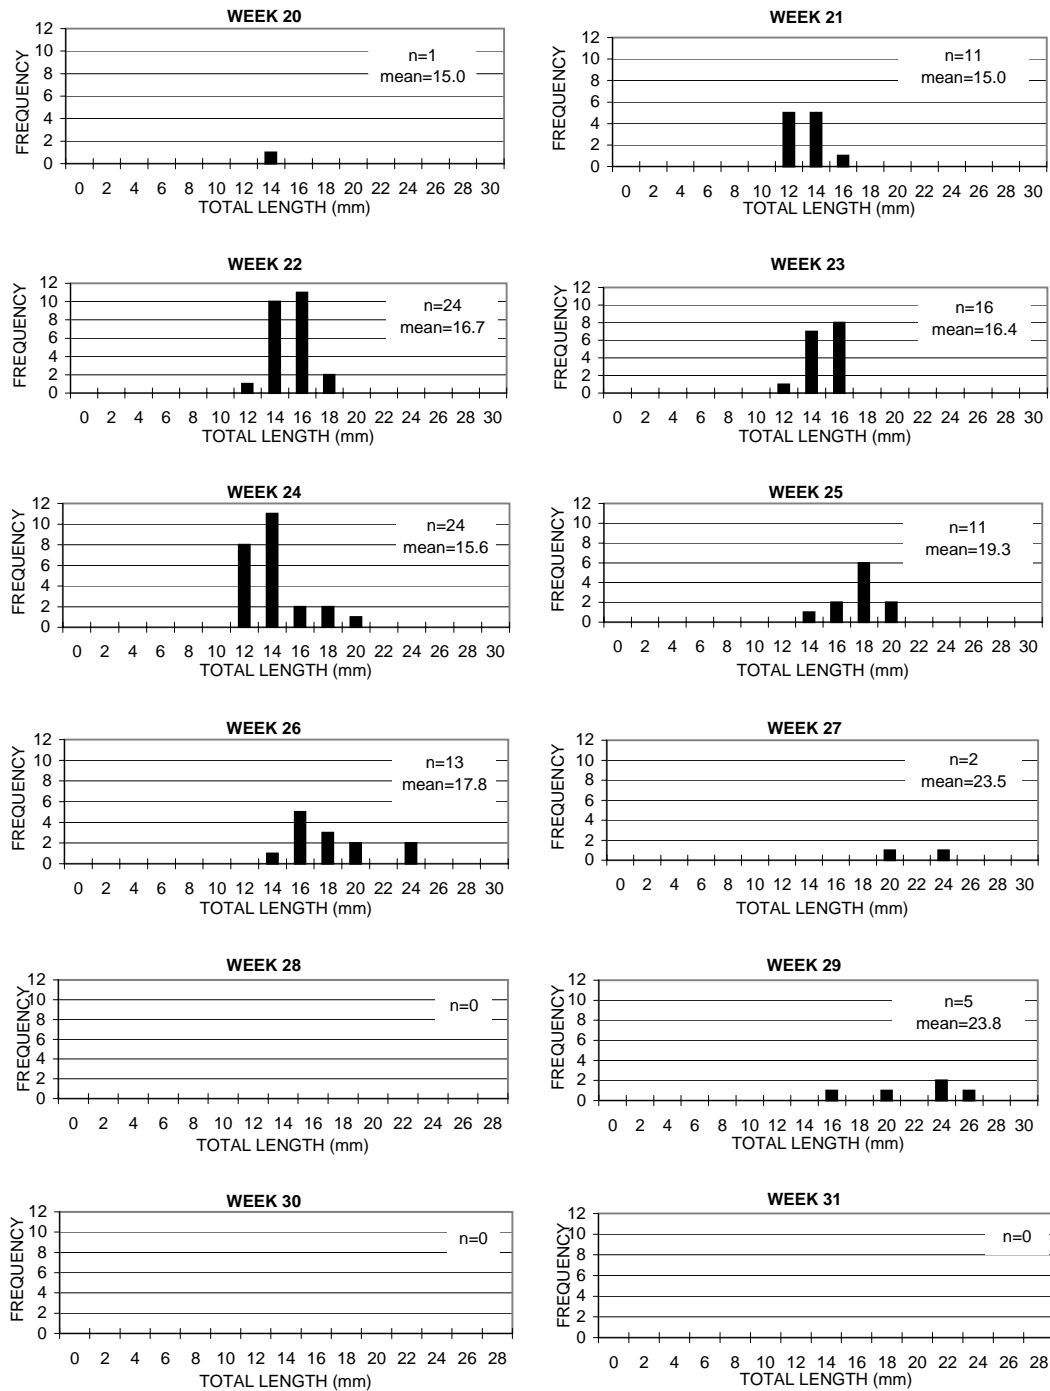 WEEK 20
FREQUENCY
12
10
8
6
4
2
0
n=1
mean=15.0
0 2 4 6 8 10 12 14 16 18 20 22 24 26 30
TOTAL LENGTH (mm)
WEEK 21
FREQUENCY
12
10
8
6
4
2
0
n=11
mean=15.0
0 2 4 6 8 10 12 14 16 18 20 22 24 26 28 30
TOTAL LENGTH (mm)
WEEK 22
FREQUENCY
12
10
8
6
4
2
0
n=24
mean=16.7
0 2 4 6 8 10 12 14 16 18 20 22 24 26 28 30
TOTAL LENGTH (mm)
WEEK 23
FREQUENCY
12
10
8
6
4
2
0
n=16
mean=16.4
0 2 4 6 8 10 12 14 16 18 20 22 24 26 28 30
TOTAL LENGTH (mm)
WEEK 24
FREQUENCY
12
10
8
6
4
2
0
n=24
mean=15.6
0 2 4 6 8 10 12 14 16 18 20 22 24 26 28 30
TOTAL LENGTH (mm)
WEEK 25
FREQUENCY
12
10
8
6
4
2
0
n=11
mean=19.3
0 2 4 6 8 10 12 14 16 18 20 22 24 26 28 30
TOTAL LENGTH (mm)
WEEK 26
FREQUENCY
12
10
8
6
4
2
0
n=13
mean=17.8
0 2 4 6 8 10 12 14 16 18 20 22 24 26 28 30
TOTAL LENGTH (mm)
WEEK 27
FREQUENCY
12
10
8
6
4
2
0
n=2
mean=23.5
0 2 4 6 8 10 12 14 16 18 20 22 24 26 28 30
TOTAL LENGTH (mm)
WEEK 28
FREQUENCY
12
10
8
6
4
2
0
n=0
0 2 4 6 8 10 12 14 16 18 20 22 24 26 28
TOTAL LENGTH (mm)
WEEK 29
FREQUENCY
12
10
8
6
4
2
0
n=5
mean=23.8
0 2 4 6 8 10 12 14 16 18 20 22 24 26 28 30
TOTAL LENGTH (mm)
WEEK 30
FREQUENCY
12
10
8
6
4
2
0
n=0
0 2 4 6 8 10 12 14 16 18 20 22 24 26 28
TOTAL LENGTH (mm)
WEEK 31
FREQUENCY
12
10
8
6
4
2
0
n=0
0 2 4 6 8 10 12 14 16 18 20 22 24 26 28
TOTAL LENGTH (mm)